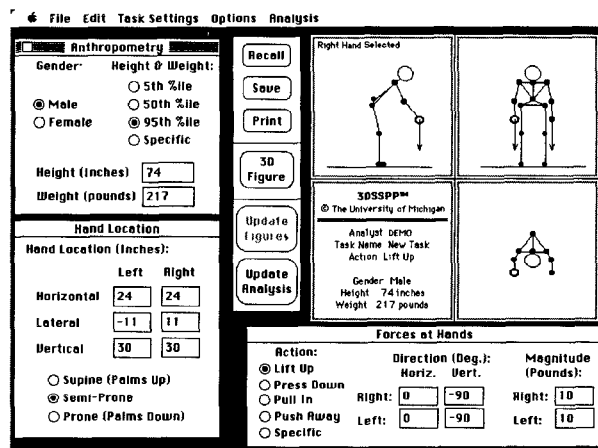 File Edit Task Settings Options Analysis
Anthropometry
Gender: Height & Weight:
5th %ile
Male 50th %ile
Female 95th %ile
Specific
Height (Inches) 74
Weight (pounds) 217
Hand Location
Hand Location (Inches):
Left Right
Horizontal 24 24
Lateral -11 11
Vertical 30 30
Supine (Palms Up)
Semi-Prone
Prone (Palms Down)
Recall
Save
Print
3D
Figure
Update
Figures
Update
Analysis
Right Hand Selected
3DSSPP™
© The University of Michigan
Analyst DEMO
Task Name New Task
Action Lift Up
Gender Male
Height 74 inches
Weight 217 pounds
Forces at Hands
Action: Direction (Deg.): Magnitude
Lift Up Horiz. Vert. (Pounds):
Press Down
Pull In Right: 0 -90 Right: 10
Push Away Left: 0 -90 Left: 10
Specific